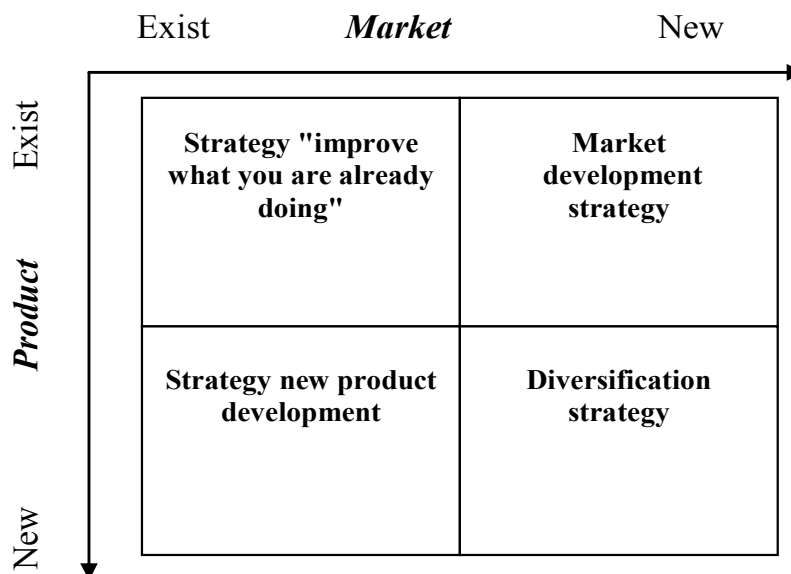 Exist Market New
Exist
Strategy "improve
what you are already
doing"
Market
development
strategy
Product
Strategy new product
development
Diversification
strategy
New